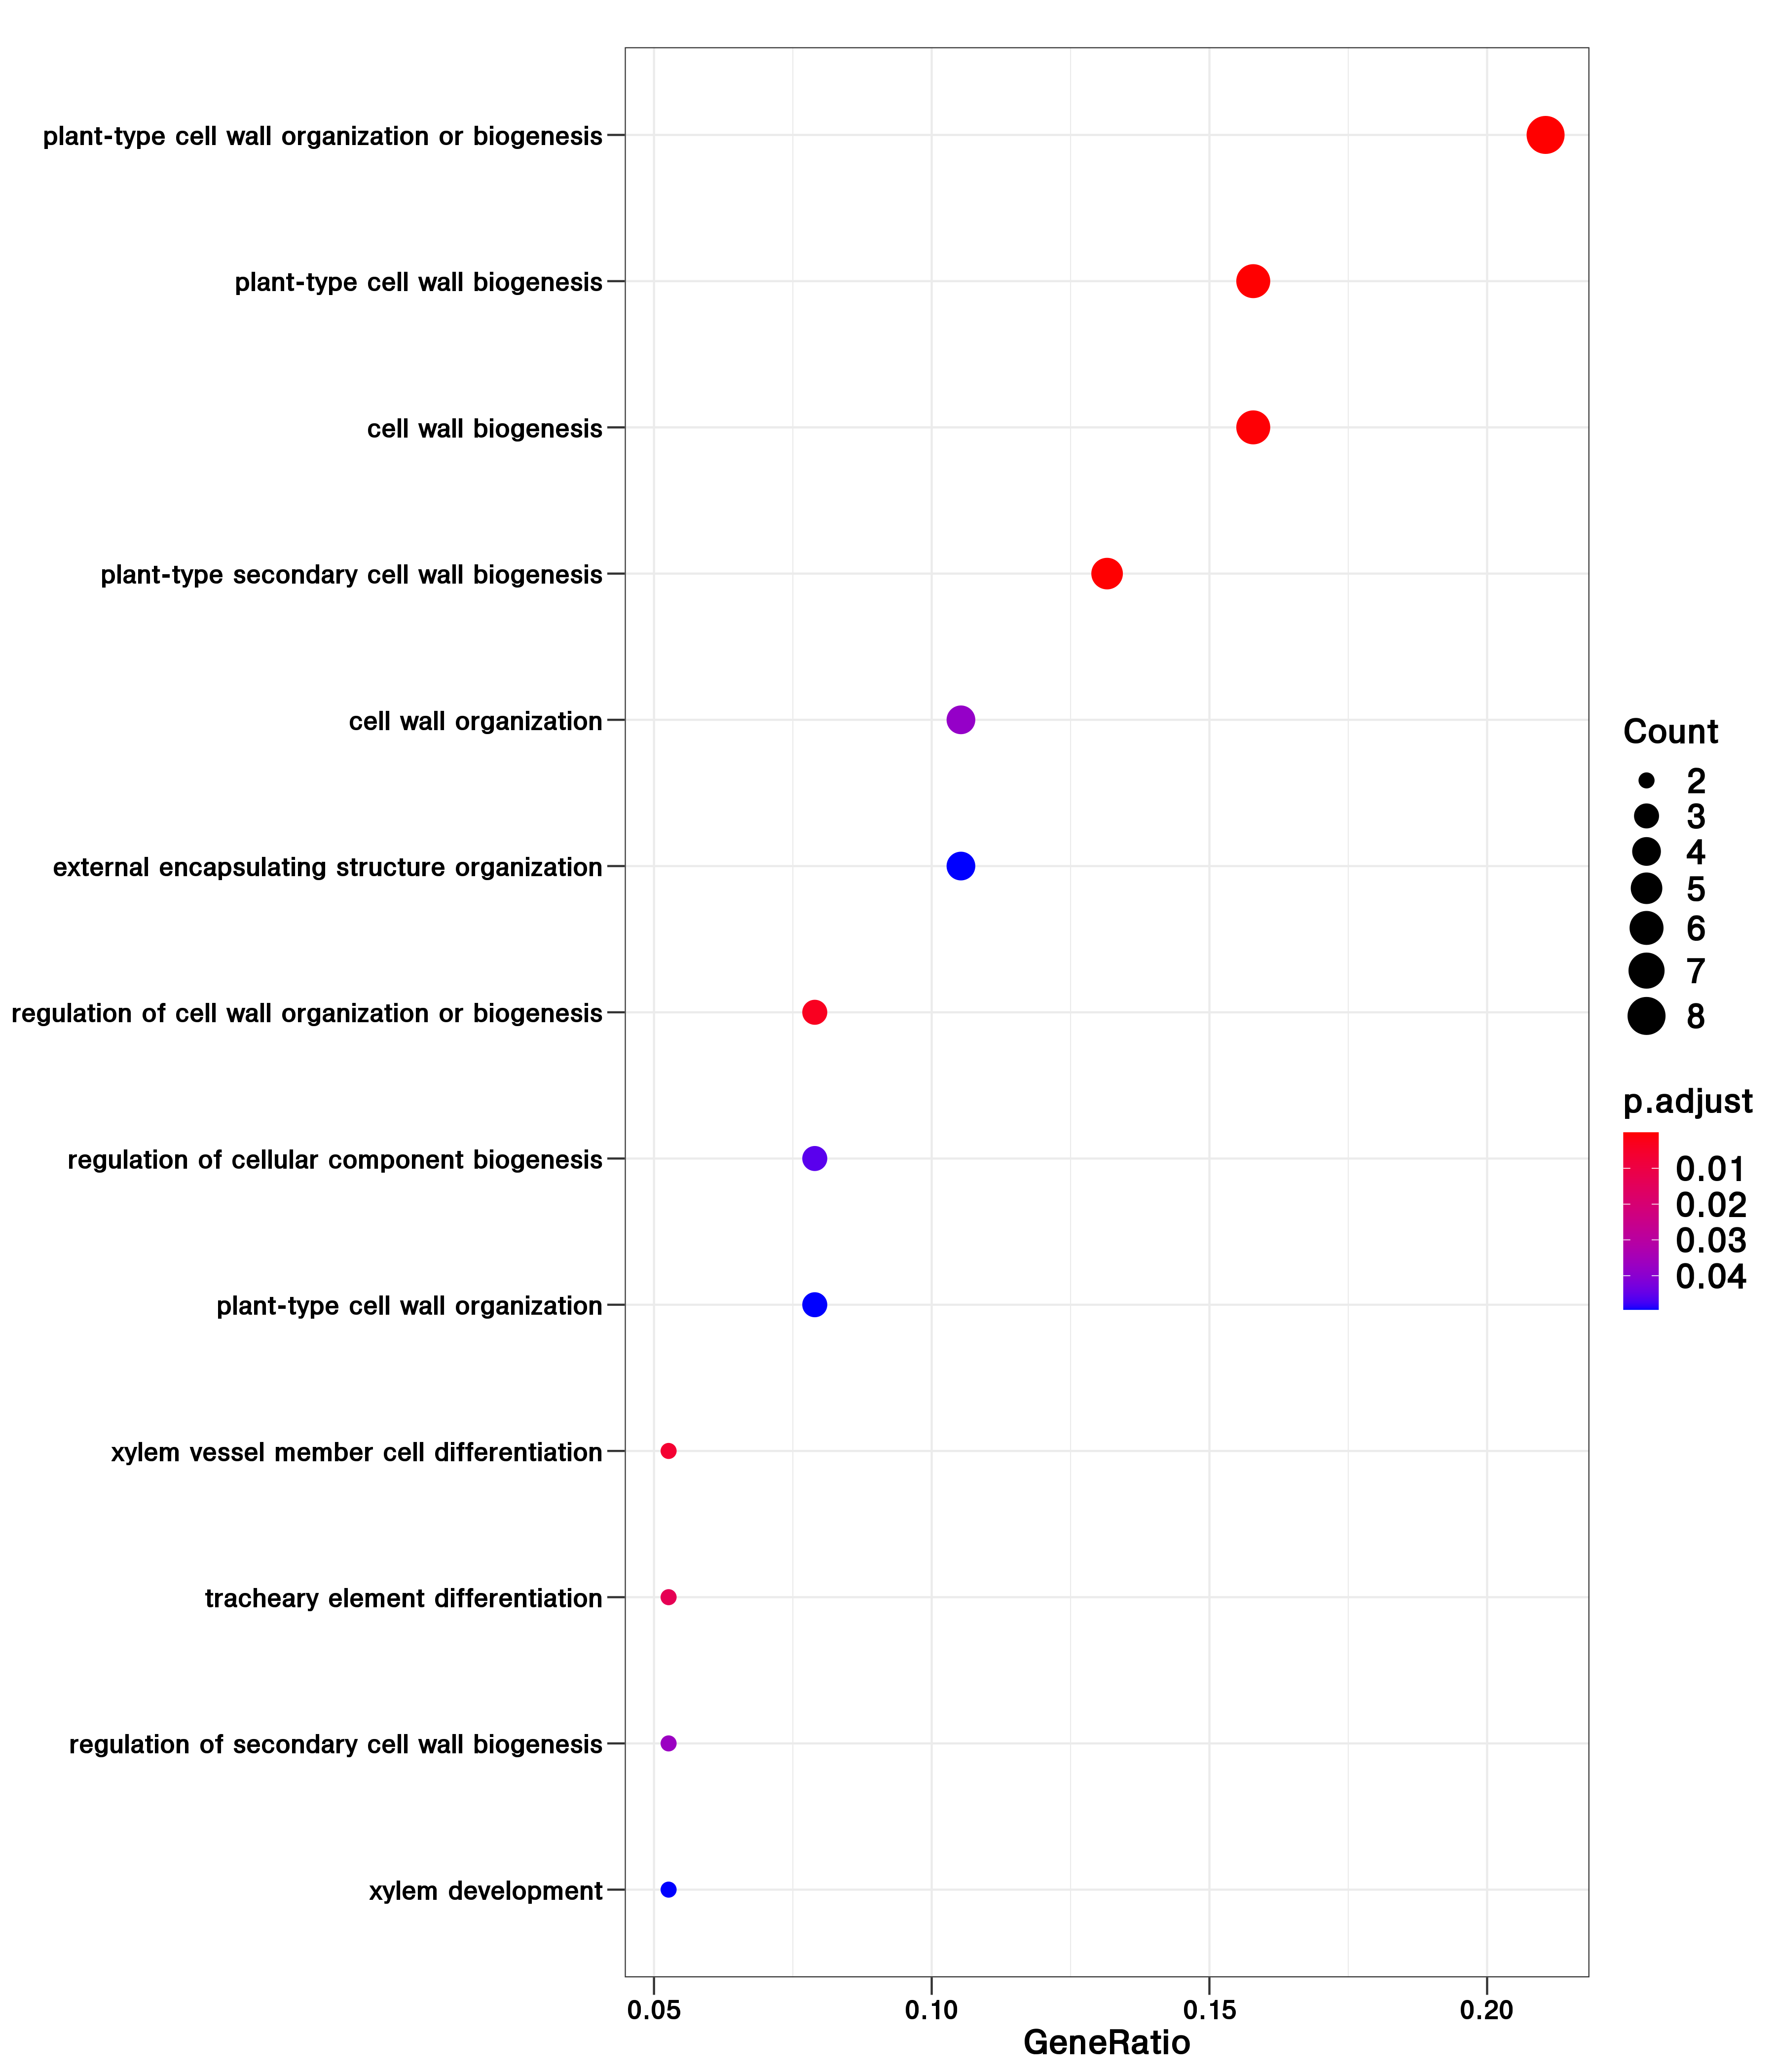 plant-type cell wall organization or biogenesis
plant-type cell wall biogenesis
cell wall biogenesis
plant-type secondary cell wall biogenesis
cell wall organization
external encapsulating structure organization
regulation of cell wall organization or biogenesis
regulation of cellular component biogenesis
plant-type cell wall organization
xylem vessel member cell differentiation
tracheary element differentiation
regulation of secondary cell wall biogenesis
xylem development
0.05 0.10 0.15 0.20
GeneRatio
Count
2
3
4
5
6
7
8
p.adjust
0.01
0.02
0.03
0.04